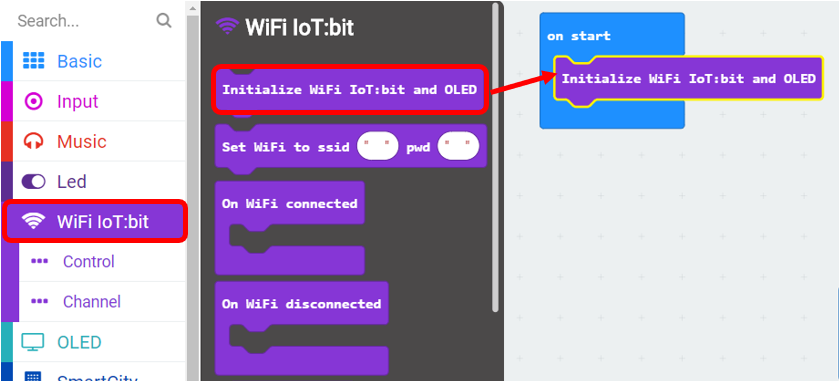 Search...
Basic
Input
Music
Led
WiFi IoT:bit
Control
Channel
OLED
SmartCity
WiFi IoT:bit
Initialize WiFi IoT:bit and OLED
Set WiFi to ssid " " pwd " "
On WiFi connected
On WiFi disconnected
on start
Initialize WiFi IoT:bit and OLED